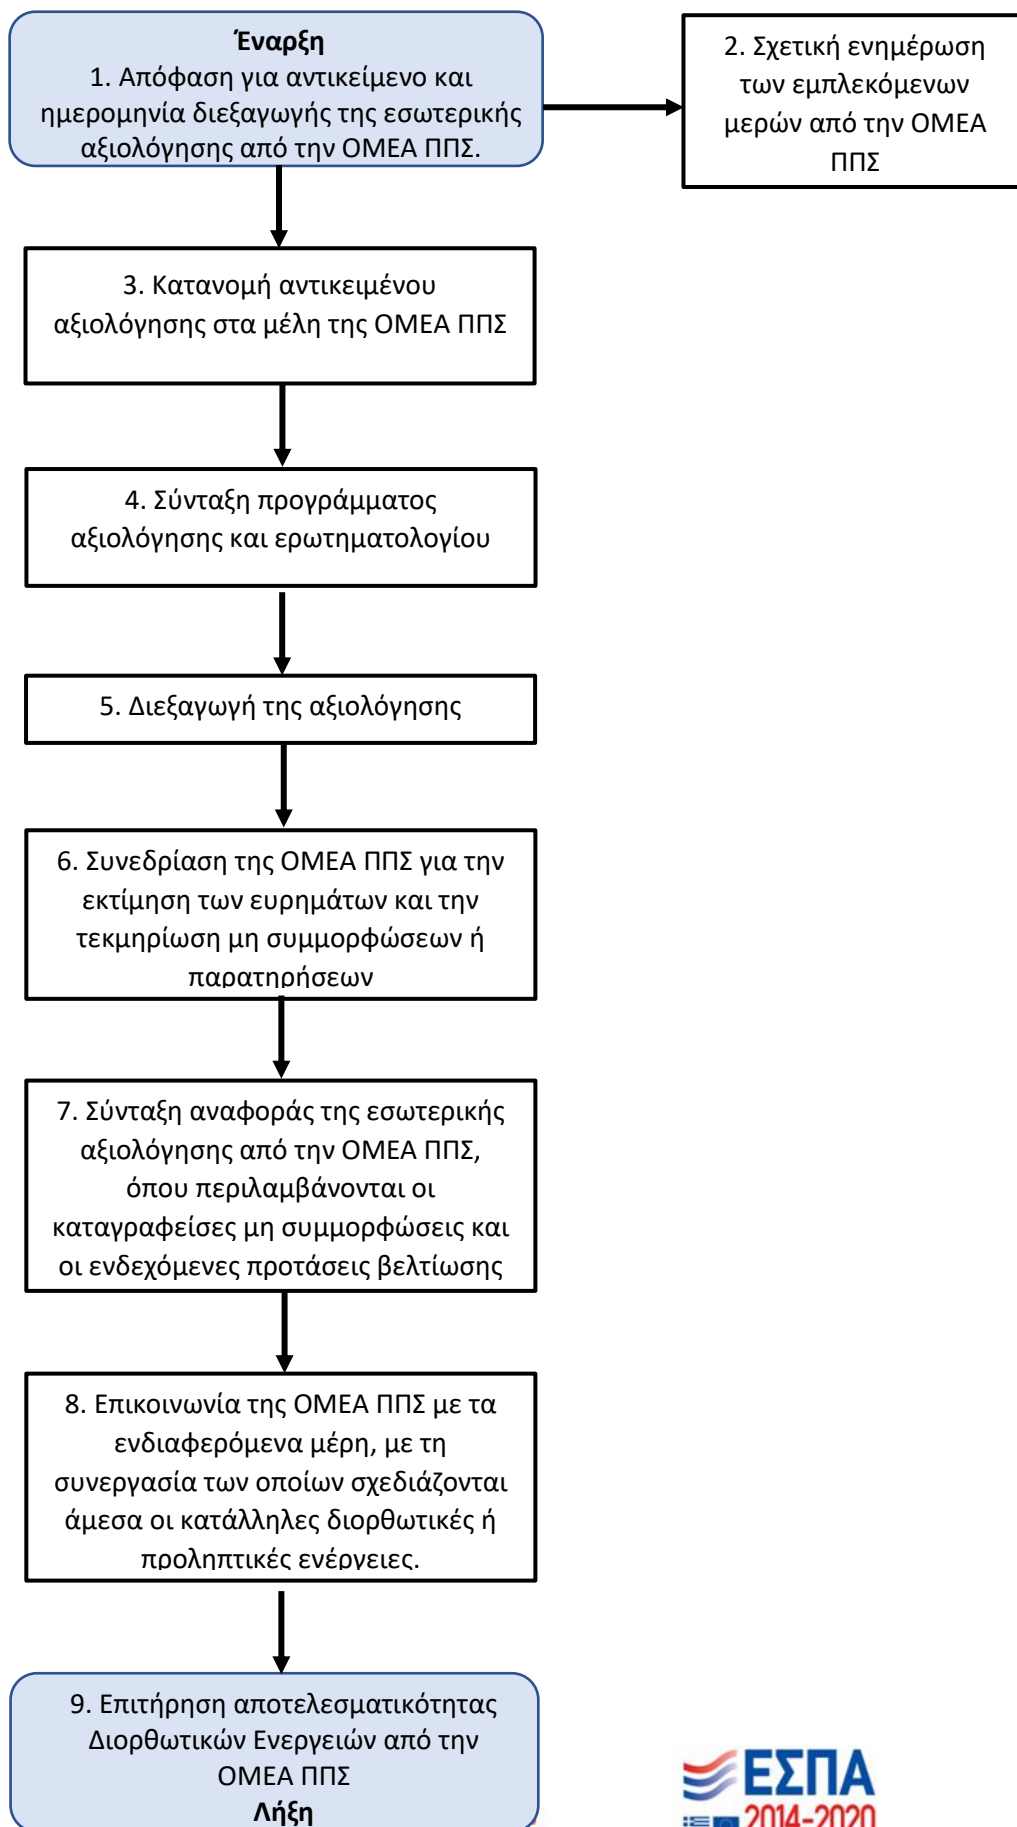 Έναρξη
1. Απόφαση για αντικείμενο και
ημερομηνία διεξαγωγής της εσωτερικής
αξιολόγησης από την ΟΜΕΑ ΠΠΣ.
2. Σχετική ενημέρωση
των εμπλεκόμενων
μερών από την ΟΜΕΑ
ΠΠΣ
3. Κατανομή αντικειμένου
αξιολόγησης στα μέλη της ΟΜΕΑ ΠΠΣ
4. Σύνταξη προγράμματος
αξιολόγησης και ερωτηματολογίου
5. Διεξαγωγή της αξιολόγησης
6. Συνεδρίαση της ΟΜΕΑ ΠΠΣ για την
εκτίμηση των ευρημάτων και την
τεκμηρίωση μη συμμορφώσεων ή
παρατηρήσεων
7. Σύνταξη αναφοράς της εσωτερικής
αξιολόγησης από την ΟΜΕΑ ΠΠΣ,
όπου περιλαμβάνονται οι
καταγραφείσες μη συμμορφώσεις και
οι ενδεχόμενες προτάσεις βελτίωσης
8. Επικοινωνία της ΟΜΕΑ ΠΠΣ με τα
ενδιαφερόμενα μέρη, με τη
συνεργασία των οποίων σχεδιάζονται
άμεσα οι κατάλληλες διορθωτικές ή
προληπτικές ενέργειες.
9. Επιτήρηση αποτελεσματικότητας
Διορθωτικών Ενεργειών από την
ΟΜΕΑ ΠΠΣ
Λήξη
ΕΣΠΑ
2014-2020